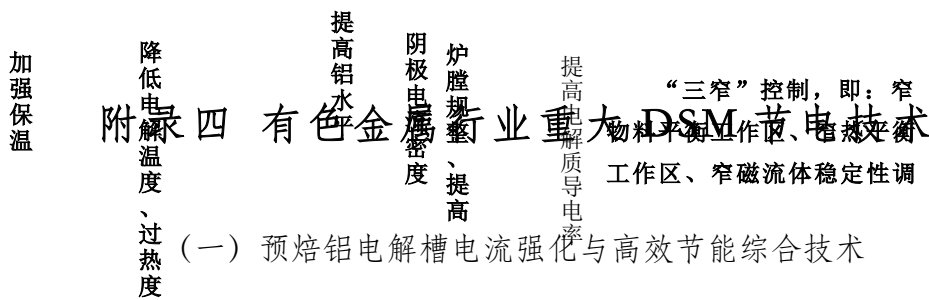 附录四 有色金属行业重大 DSM 节电技术
加强保温
降低电解温度、过热度
提高铝水平
阴极电流密度
炉膛规整、提高
提高电解质导电率
“三窄”控制，即：窄
物料平衡工作区、窄热平衡
工作区、窄磁流体稳定性调
（一）预焙铝电解槽电流强化与高效节能综合技术